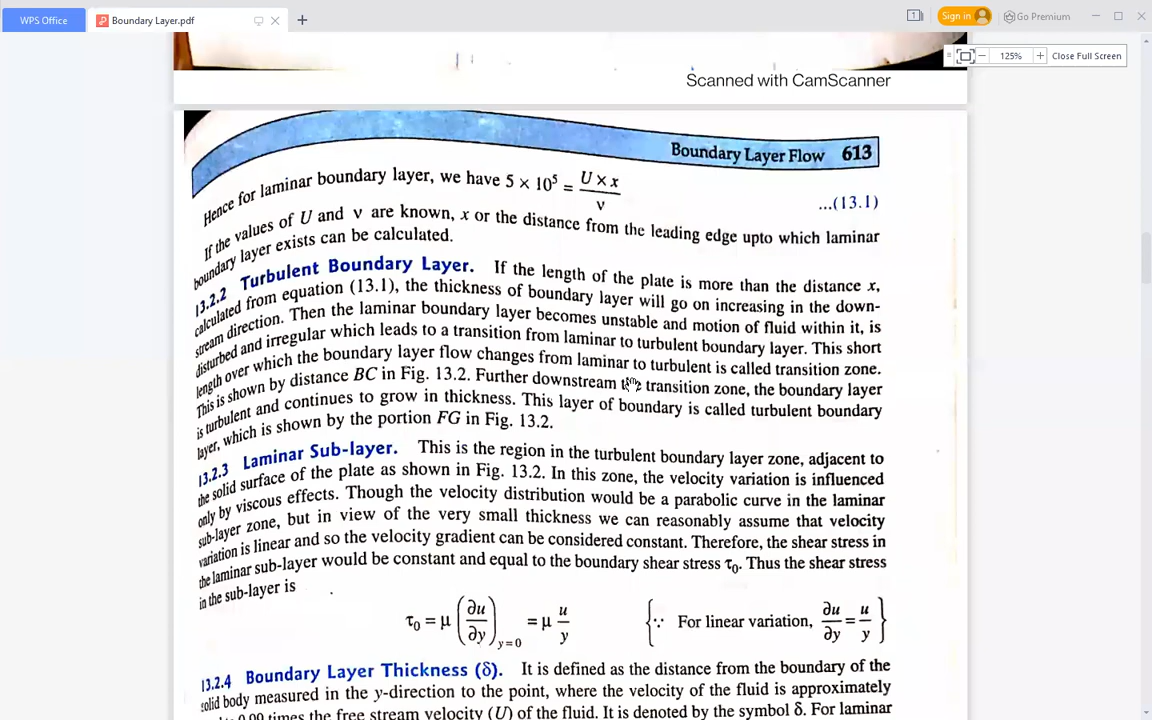 WPS Office
Boundary Layer.pdf
1
Sign in
Go Premium
125%
Close Full Screen
Scanned with CamScanner
Boundary Layer Flow 613
Hence for laminar boundary layer, we have 5 × 10⁵ = U × x / ν ...(13.1)
If the values of U and ν are known, x or the distance from the leading edge upto which laminar
boundary layer exists can be calculated.
13.2.2 Turbulent Boundary Layer. If the length of the plate is more than the distance x,
calculated from equation (13.1), the thickness of boundary layer will go on increasing in the down-
stream direction. Then the laminar boundary layer becomes unstable and motion of fluid within it, is
disturbed and irregular which leads to a transition from laminar to turbulent boundary layer. This short
length over which the boundary layer flow changes from laminar to turbulent is called transition zone.
This is shown by distance BC in Fig. 13.2. Further downstream the transition zone, the boundary layer
is turbulent and continues to grow in thickness. This layer of boundary is called turbulent boundary
layer, which is shown by the portion FG in Fig. 13.2.
13.2.3 Laminar Sub-layer. This is the region in the turbulent boundary layer zone, adjacent to
the solid surface of the plate as shown in Fig. 13.2. In this zone, the velocity variation is influenced
only by viscous effects. Though the velocity distribution would be a parabolic curve in the laminar
sub-layer zone, but in view of the very small thickness we can reasonably assume that velocity
variation is linear and so the velocity gradient can be considered constant. Therefore, the shear stress in
the laminar sub-layer would be constant and equal to the boundary shear stress τ₀. Thus the shear stress
in the sub-layer is
τ₀ = μ (∂u/∂y)y=0 = μ u/y {∵ For linear variation, ∂u/∂y = u/y}
13.2.4 Boundary Layer Thickness (δ). It is defined as the distance from the boundary of the
solid body measured in the y-direction to the point, where the velocity of the fluid is approximately
0.99 times the free stream velocity (U) of the fluid. It is denoted by the symbol δ. For laminar